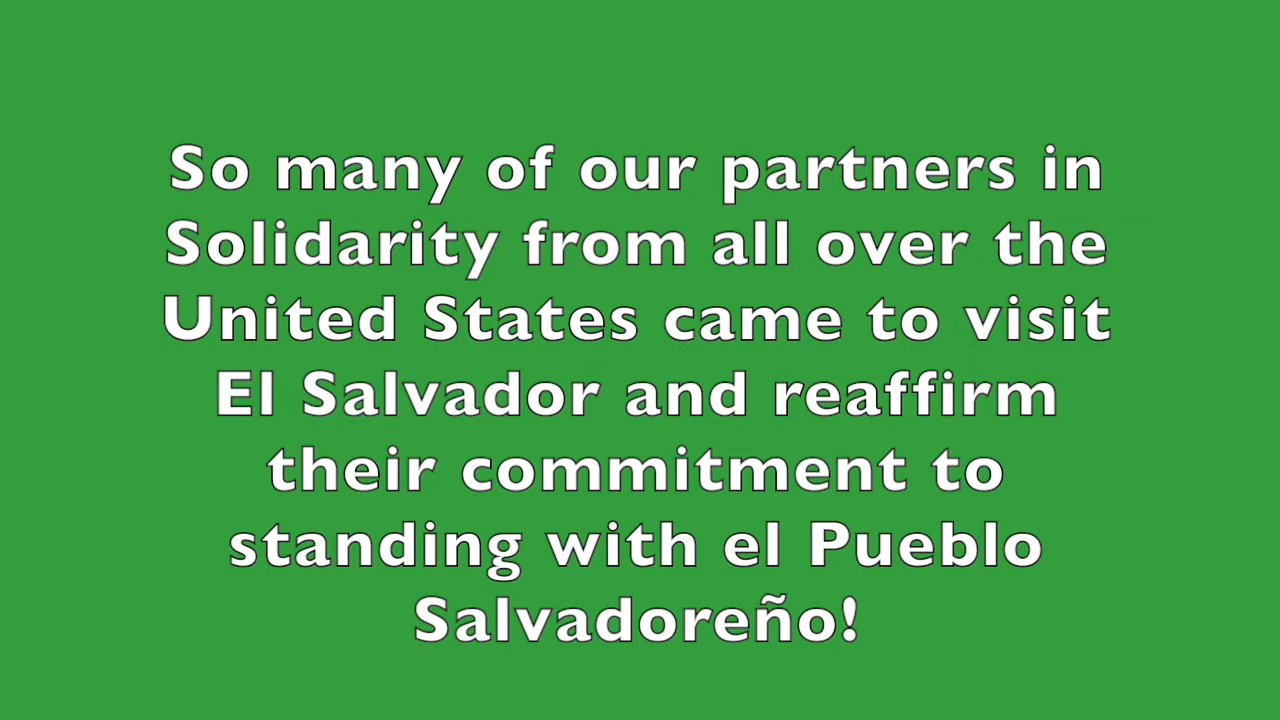 So many of our partners in
Solidarity from all over the
United States came to visit
El Salvador and reaffirm
their commitment to
standing with el Pueblo
Salvadoreño!